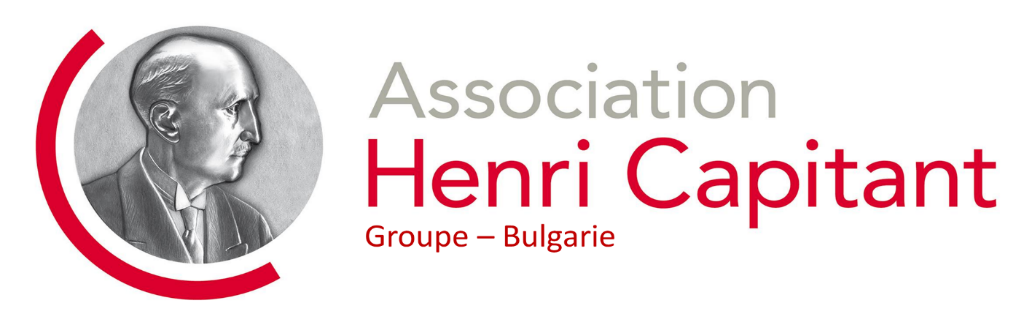 Association
Henri Capitant
Groupe – Bulgarie